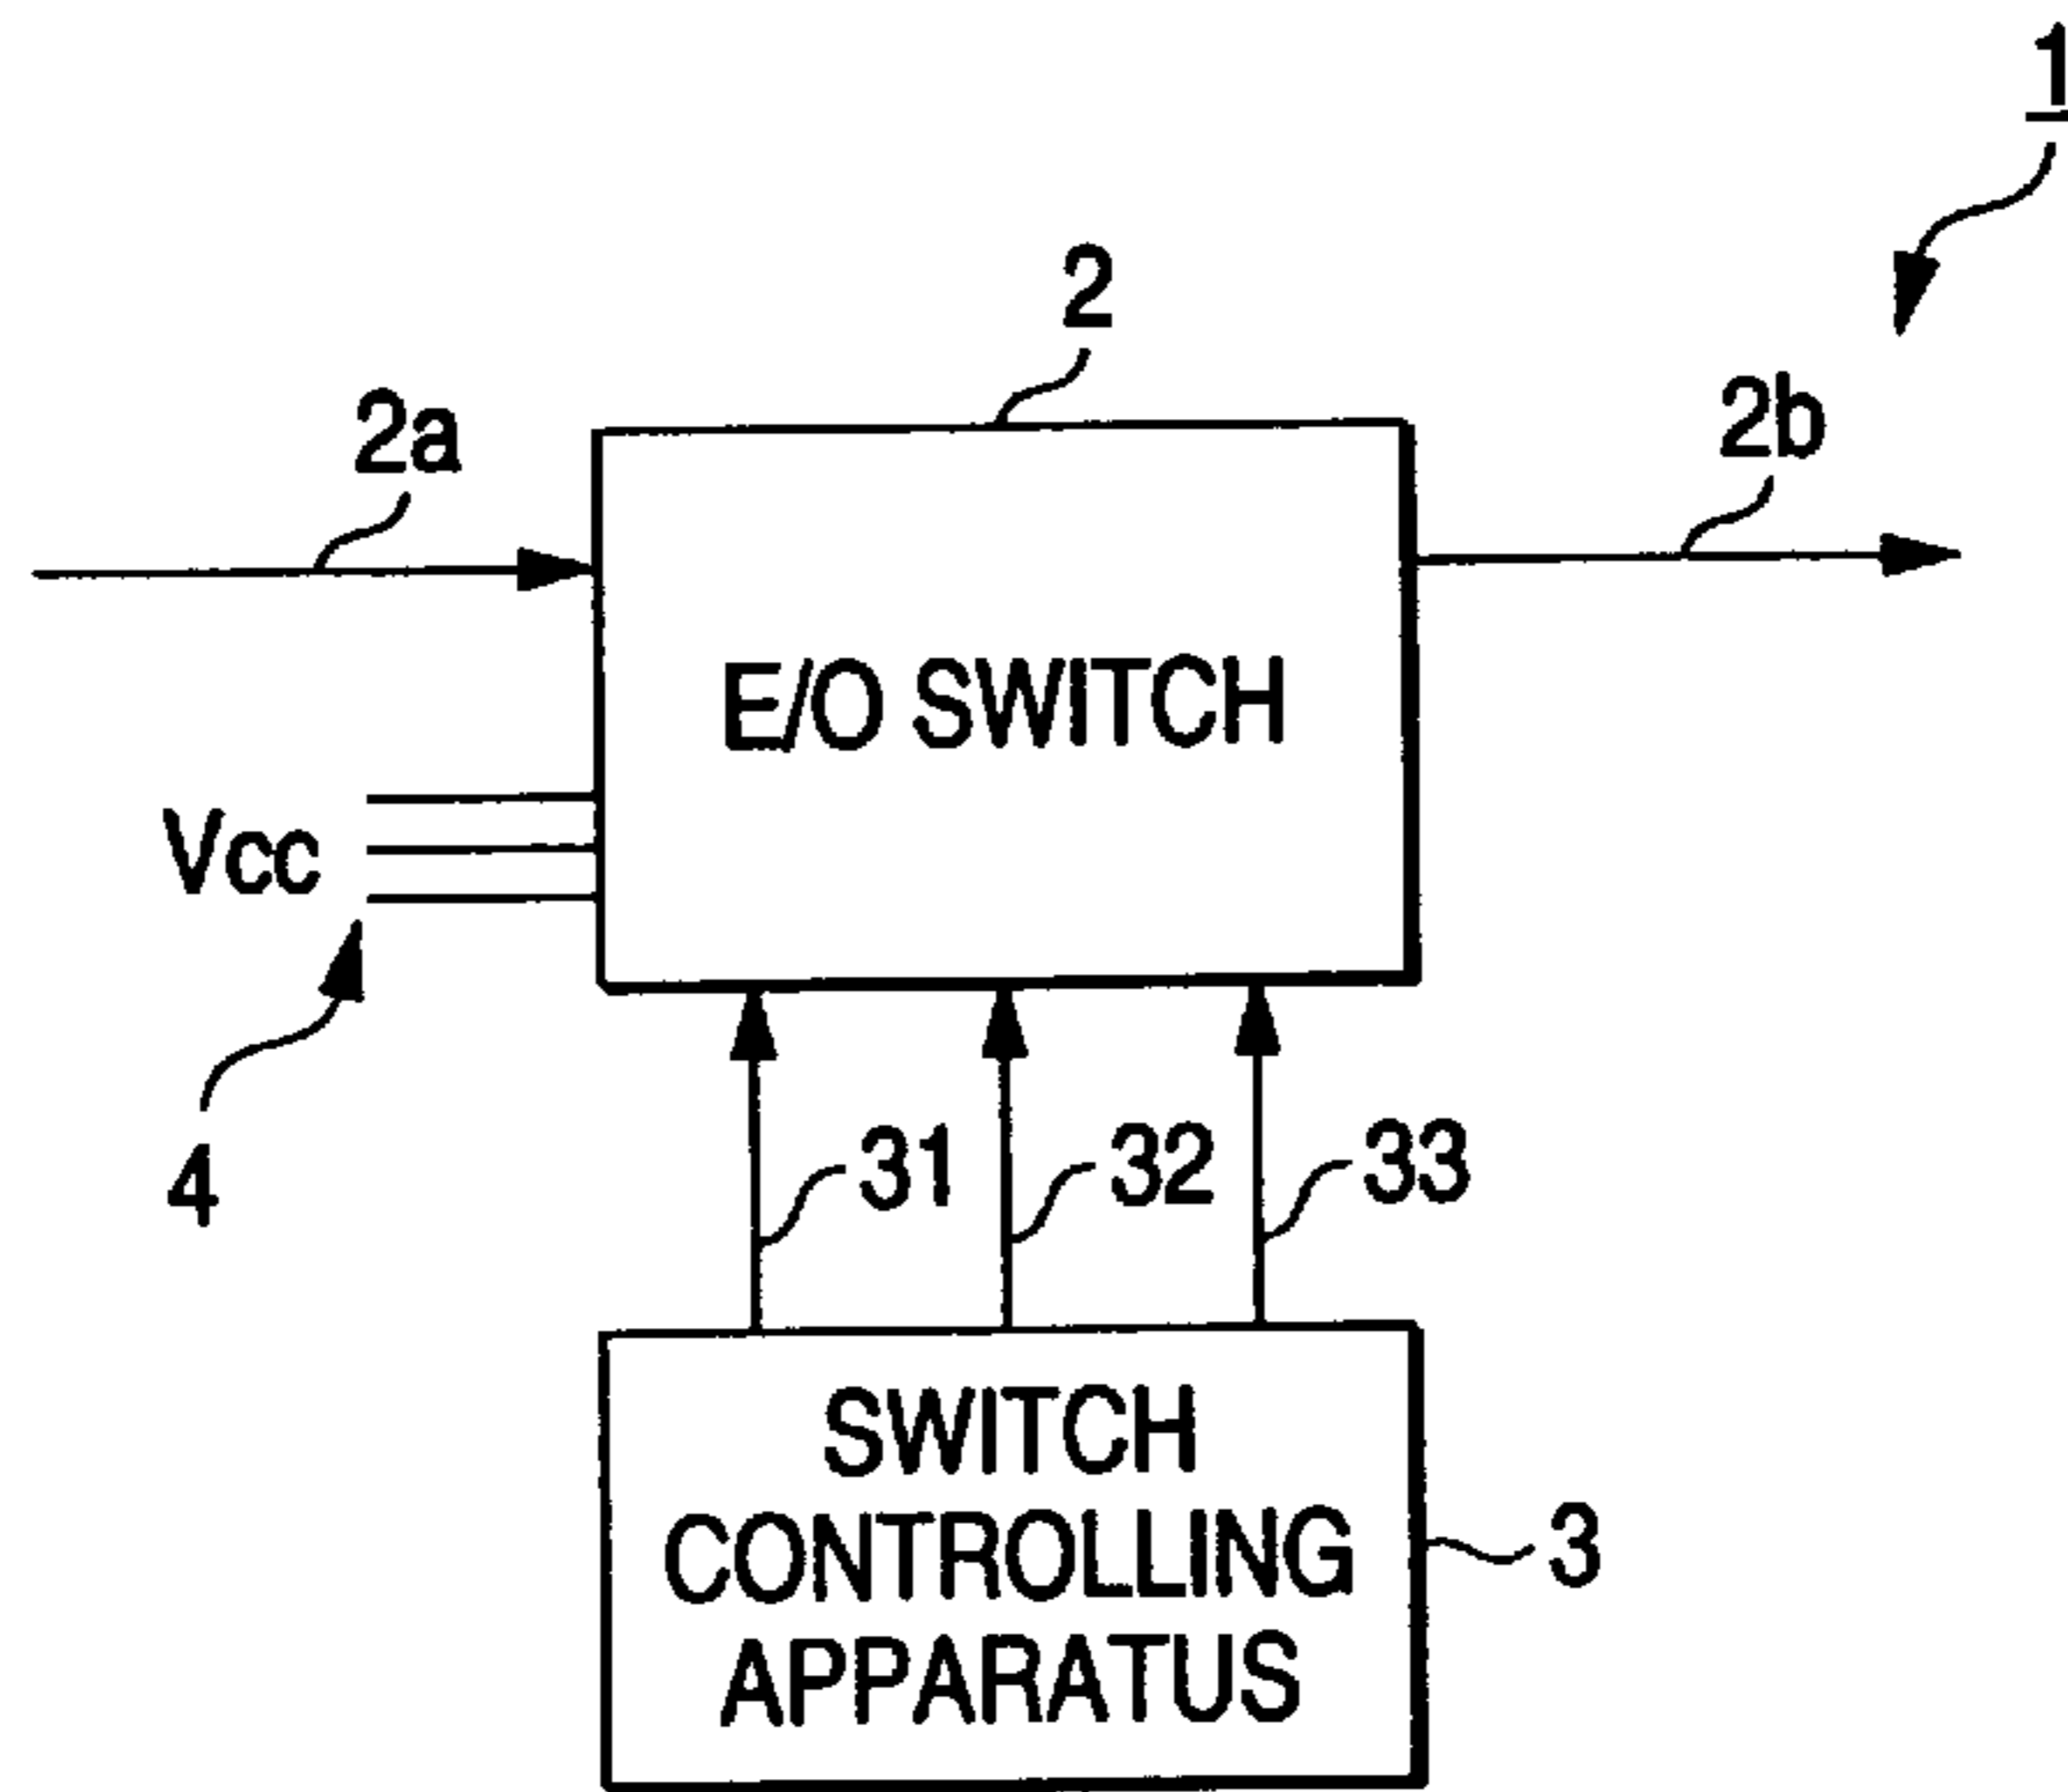 1
2
2a
2b
E/O SWITCH
Vcc
4
31
32
33
SWITCH
CONTROLLING
APPARATUS
3